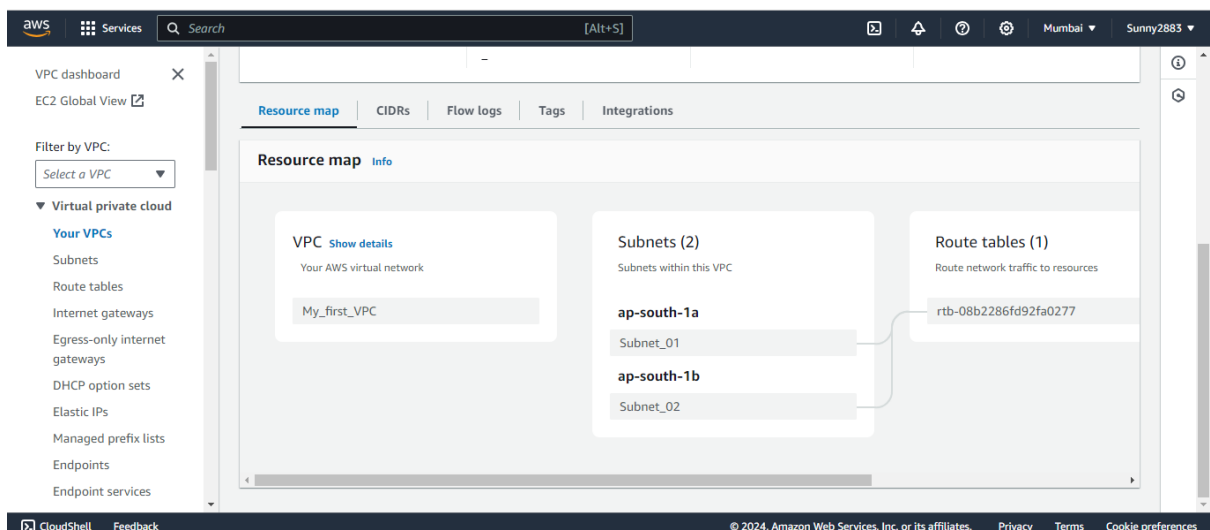 aws Services Search [Alt+S] Mumbai Sunny2883
VPC dashboard
EC2 Global View
Filter by VPC:
Select a VPC
Virtual private cloud
Your VPCs
Subnets
Route tables
Internet gateways
Egress-only internet
gateways
DHCP option sets
Elastic IPs
Managed prefix lists
Endpoints
Endpoint services
–
Resource map CIDRs Flow logs Tags Integrations
Resource map Info
VPC Show details
Your AWS virtual network
My_first_VPC
Subnets (2)
Subnets within this VPC
ap-south-1a
Subnet_01
ap-south-1b
Subnet_02
Route tables (1)
Route network traffic to resources
rtb-08b2286fd92fa0277
CloudShell Feedback © 2024, Amazon Web Services, Inc. or its affiliates. Privacy Terms Cookie preferences